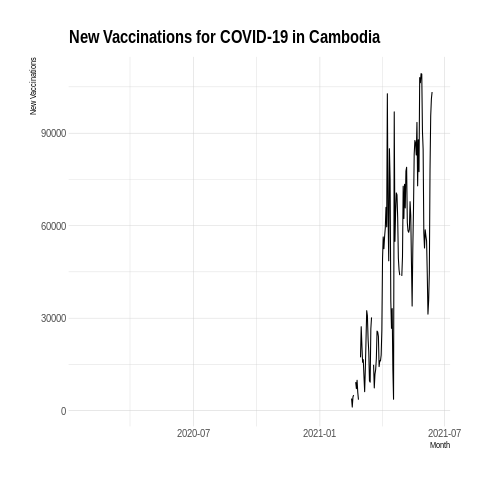 New Vaccinations for COVID-19 in Cambodia
New Vaccinations
90000
60000
30000
0
2020-07
2021-01
2021-07
Month